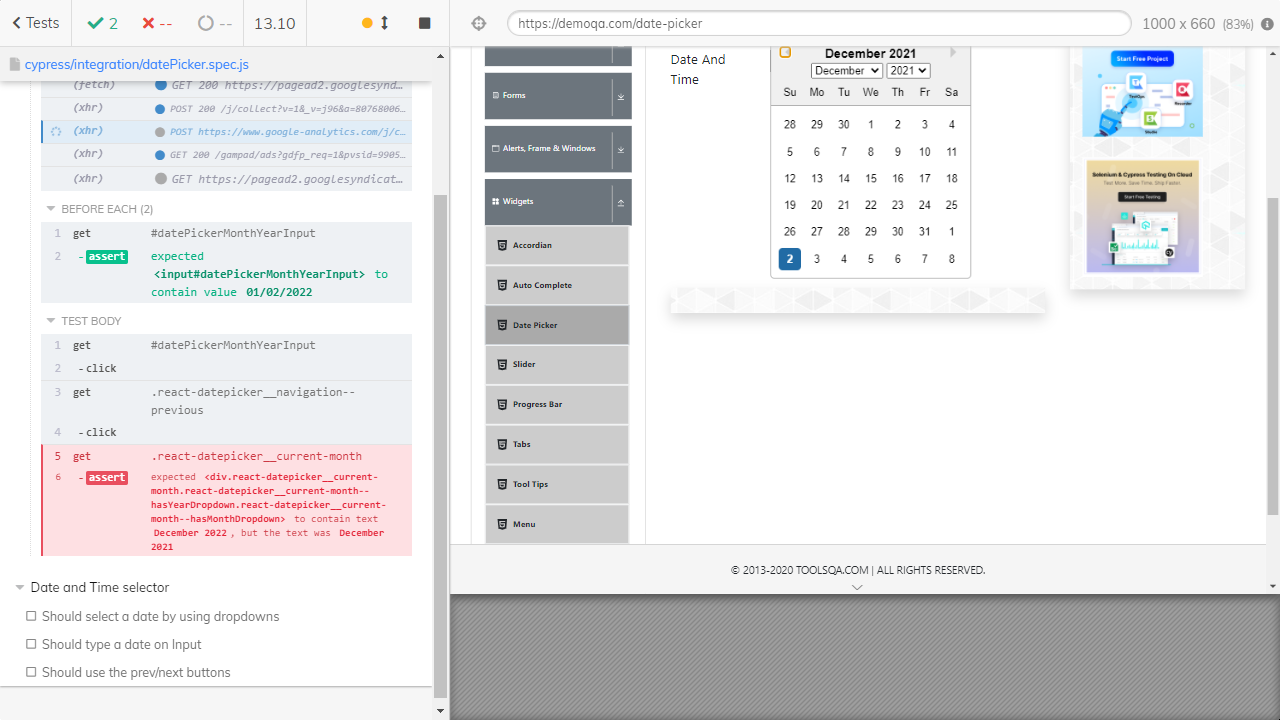 Tests
2
--
--
13.10
https://demoqa.com/date-picker
1000 x 660 (83%)
cypress/integration/datePicker.spec.js
(fetch) GET 200 https://pagead2.googlesynd...
(xhr) POST 200 /j/collect?v=1&_v=j96&a=80768006...
(xhr) POST https://www.google-analytics.com/j/c...
(xhr) GET 200 /gampad/ads?gdfp_req=1&pvsid=9905...
(xhr) GET https://pagead2.googlesyndicat...
BEFORE EACH (2)
1 get #datePickerMonthYearInput
2 -assert expected
<input#datePickerMonthYearInput> to
contain value 01/02/2022
TEST BODY
1 get #datePickerMonthYearInput
2 -click
3 get .react-datepicker__navigation--
previous
4 -click
5 get .react-datepicker__current-month
6 -assert expected <div.react-datepicker__current-
month.react-datepicker__current-month--
hasYearDropdown.react-datepicker__current-
month--hasMonthDropdown> to contain text
December 2022, but the text was December
2021
Date and Time selector
Should select a date by using dropdowns
Should type a date on Input
Should use the prev/next buttons
Forms
Alerts, Frame & Windows
Widgets
Accordian
Auto Complete
Date Picker
Slider
Progress Bar
Tabs
Tool Tips
Menu
Date And
Time
December 2021
December 2021
Su Mo Tu We Th Fr Sa
28 29 30 1 2 3 4
5 6 7 8 9 10 11
12 13 14 15 16 17 18
19 20 21 22 23 24 25
26 27 28 29 30 31 1
2 3 4 5 6 7 8
Start Free Project
TestOps
Recorder
Studio
Selenium & Cypress Testing On Cloud
Test More. Save Time. Ship Faster.
Start Free Testing
© 2013-2020 TOOLSQA.COM | ALL RIGHTS RESERVED.